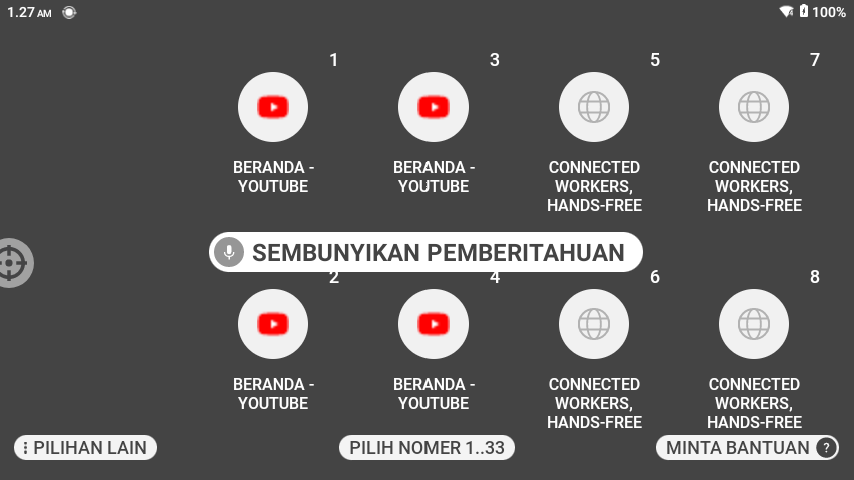 1.27 AM
100%
1
3
5
7
BERANDA -
YOUTUBE
BERANDA -
YOUTUBE
CONNECTED
WORKERS,
HANDS-FREE
CONNECTED
WORKERS,
HANDS-FREE
SEMBUNYIKAN PEMBERITAHUAN
2
4
6
8
BERANDA -
YOUTUBE
BERANDA -
YOUTUBE
CONNECTED
WORKERS,
HANDS-FREE
CONNECTED
WORKERS,
HANDS-FREE
PILIHAN LAIN
PILIH NOMER 1..33
MINTA BANTUAN ?